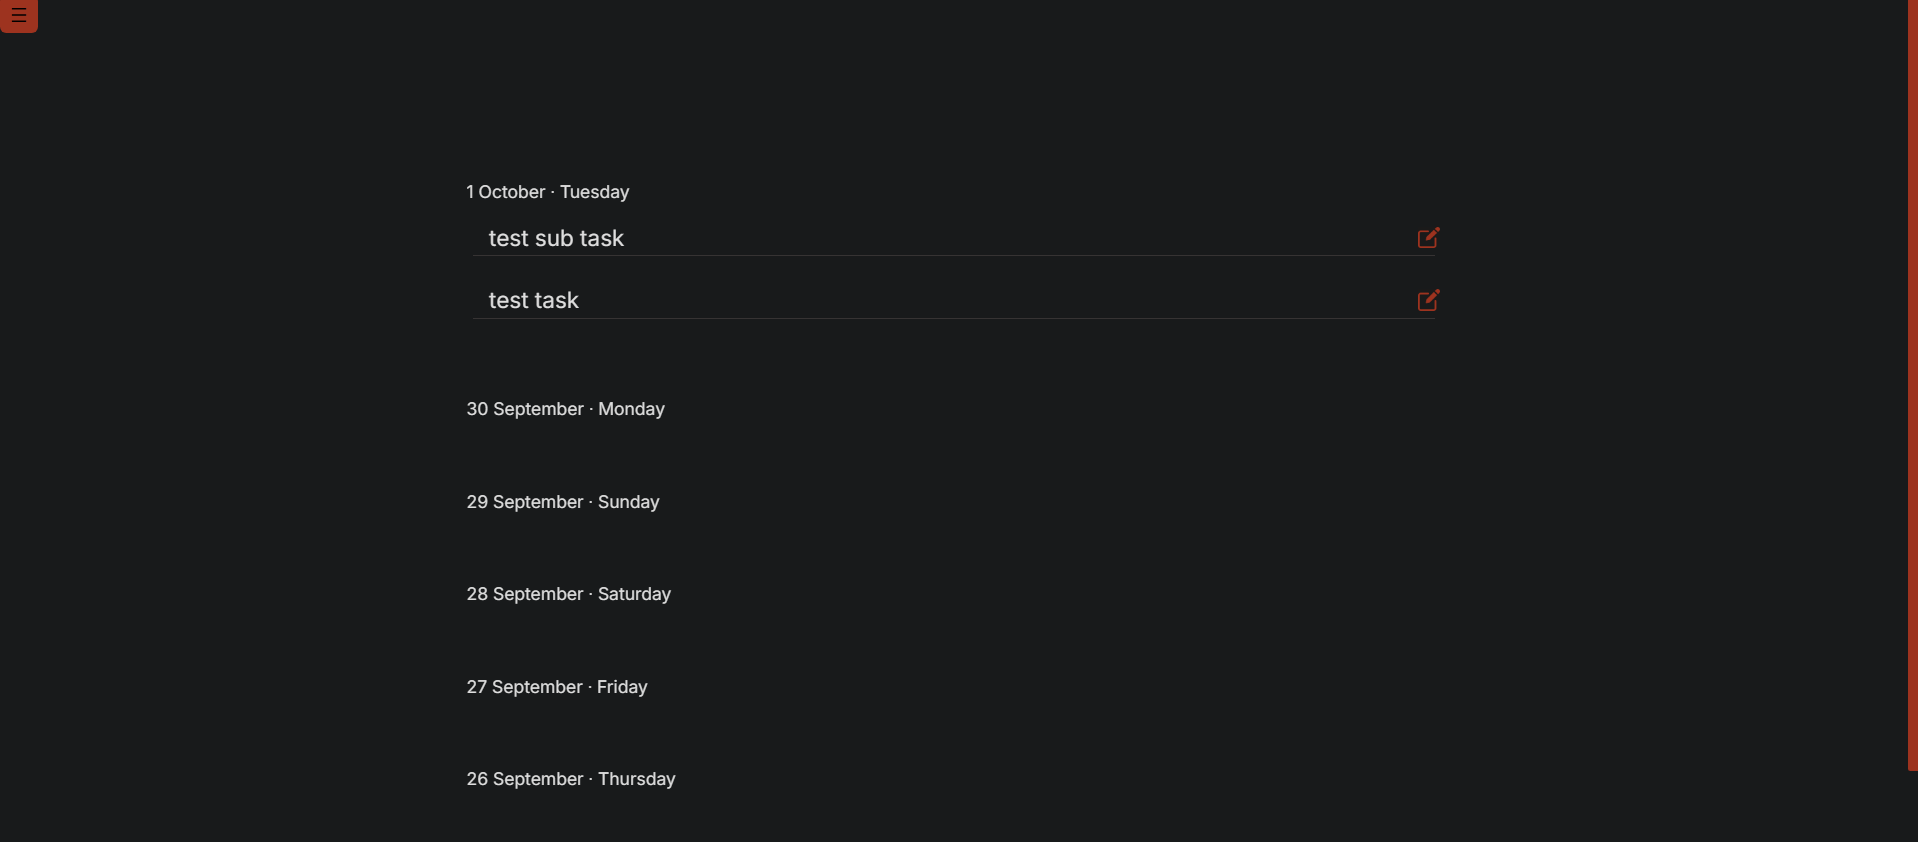 1 October · Tuesday
test sub task
test task
30 September · Monday
29 September · Sunday
28 September · Saturday
27 September · Friday
26 September · Thursday